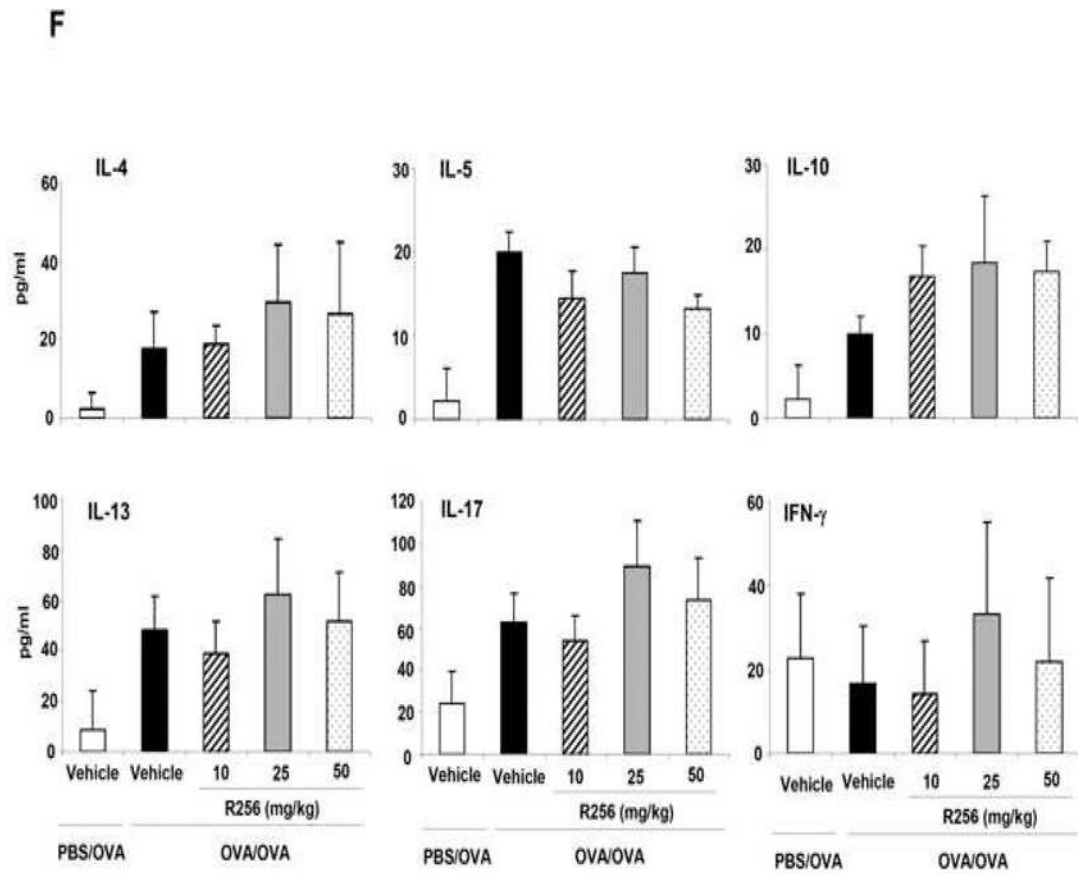 F
IL-4
60
40
20
0
pg/ml
IL-5
30
20
10
0
IL-10
30
20
10
0
IL-13
100
80
60
40
20
0
pg/ml
Vehicle Vehicle 10 25 50
R256 (mg/kg)
PBS/OVA OVA/OVA
IL-17
120
100
80
60
40
20
0
Vehicle Vehicle 10 25 50
R256 (mg/kg)
PBS/OVA OVA/OVA
IFN-γ
60
40
20
0
Vehicle Vehicle 10 25 50
R256 (mg/kg)
PBS/OVA OVA/OVA